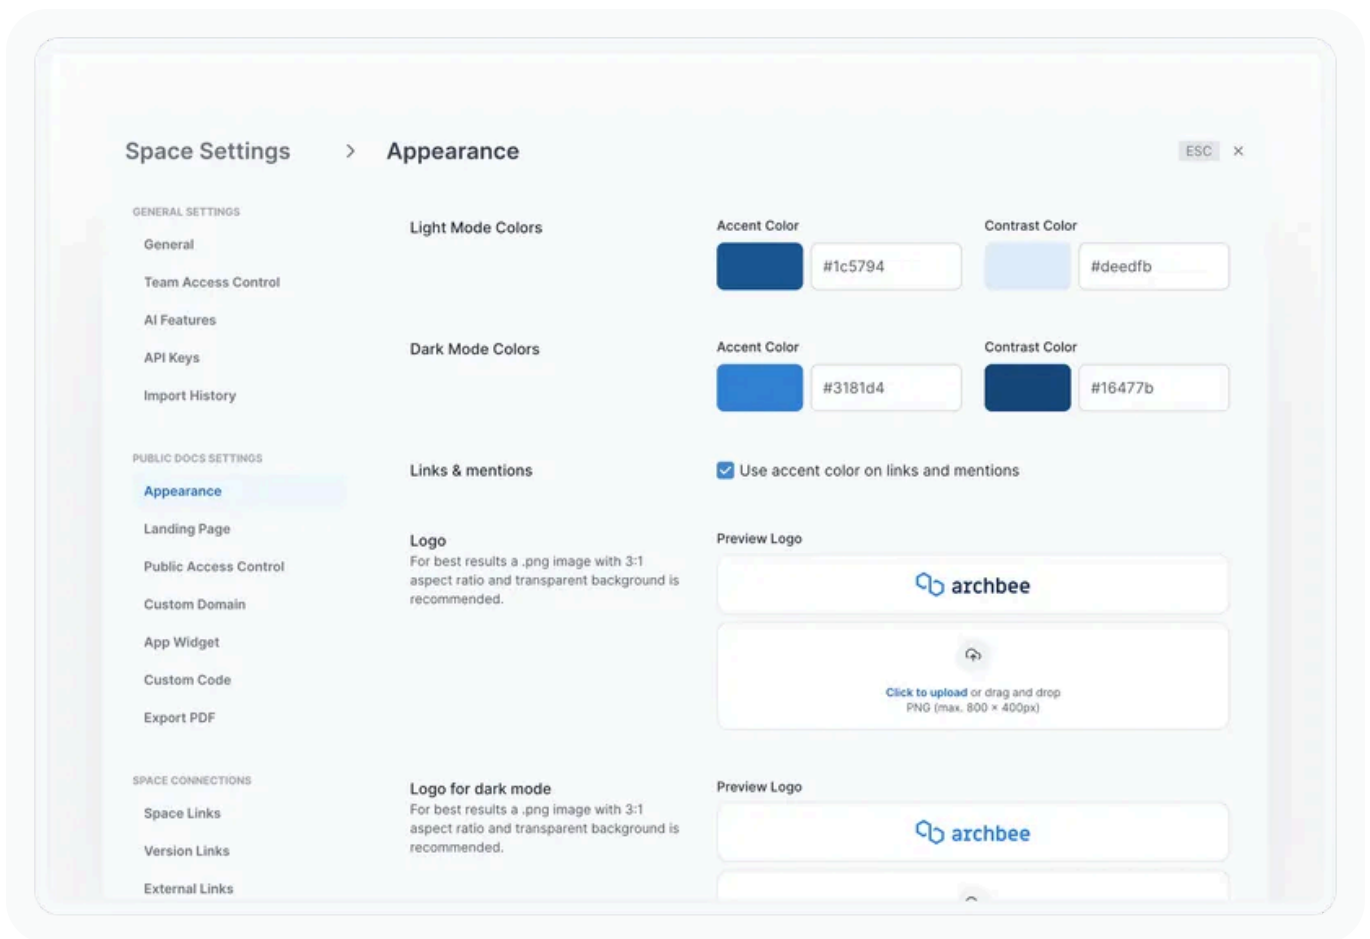 Space Settings > Appearance
ESC ×
GENERAL SETTINGS
General
Team Access Control
AI Features
API Keys
Import History
PUBLIC DOCS SETTINGS
Appearance
Landing Page
Public Access Control
Custom Domain
App Widget
Custom Code
Export PDF
SPACE CONNECTIONS
Space Links
Version Links
External Links
Light Mode Colors
Accent Color
#1c5794
Contrast Color
#deedfb
Dark Mode Colors
Accent Color
#3181d4
Contrast Color
#16477b
Links & mentions
Use accent color on links and mentions
Logo
For best results a .png image with 3:1
aspect ratio and transparent background is
recommended.
Preview Logo
archbee
Click to upload or drag and drop
PNG (max. 800 × 400px)
Logo for dark mode
For best results a .png image with 3:1
aspect ratio and transparent background is
recommended.
Preview Logo
archbee